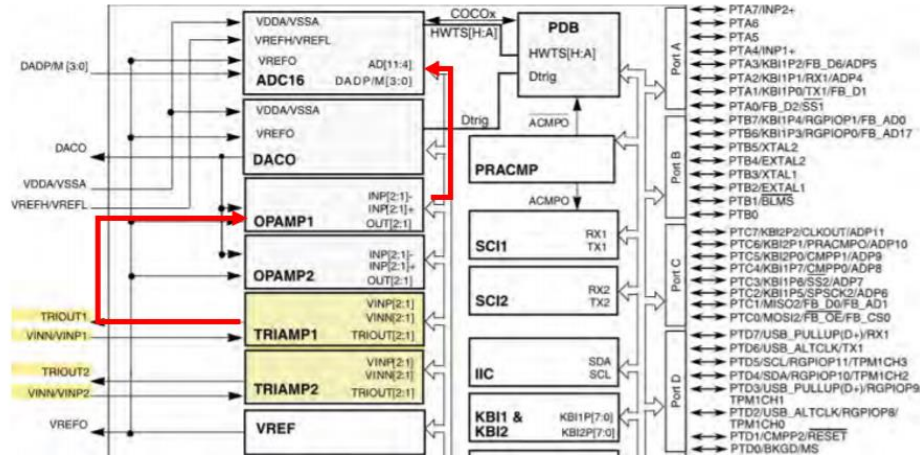 DADP/M [3:0]
DACO
VDDA/VSSA
VREFH/VREFL
TRIOUT1
VINN/VINP1
TRIOUT2
VINN/VINP2
VREFO
VDDA/VSSA
VREFH/VREFL
VREFO
AD[11:4]
ADC16
DADP/M[3:0]
VDDA/VSSA
VREFO
DACO
INP[2:1]-
INP[2:1]+
OPAMP1
OUT[2:1]
INP[2:1]-
INP[2:1]+
OPAMP2
OUT[2:1]
VINP[2:1]
VINN[2:1]
TRIAMP1
TRIOUT[2:1]
VINP[2:1]
VINN[2:1]
TRIAMP2
TRIOUT[2:1]
VREF
COCOx
HWTS[H:A]
Dtrig
PDB
HWTS[H:A]
Dtrig
ACMPO
PRACMP
ACMPO
SCI1
RX1
TX1
SCI2
RX2
TX2
IIC
SDA
SCL
KBI1 &
KBI2
KBI1P[7:0]
KBI2P[7:0]
Port A
PTA7/INP2+
PTA6
PTA5
PTA4/INP1+
PTA3/KBI1P2/FB_D6/ADP5
PTA2/KBI1P1/RX1/ADP4
PTA1/KBI1P0/TX1/FB_D1
PTA0/FB_D2/SS1
Port B
PTB7/KBI1P4/RGPIOP1/FB_AD0
PTB6/KBI1P3/RGPIOP0/FB_AD17
PTB5/XTAL2
PTB4/EXTAL2
PTB3/XTAL1
PTB2/EXTAL1
PTB1/BLMS
PTB0
Port C
PTC7/KBI2P2/CLKOUT/ADP11
PTC6/KBI2P1/PRACMPO/ADP10
PTC5/KBI2P0/CMPP1/ADP9
PTC4/KBI1P7/CMPP0/ADP8
PTC3/KBI1P6/SS2/ADP7
PTC2/KBI1P5/SPSCK2/ADP6
PTC1/MISO2/FB_D0/FB_AD1
PTC0/MOSI2/FB_OE/FB_CS0
Port D
PTD7/USB_PULLUP(D+)/RX1
PTD6/USB_ALTCLK/TX1
PTD5/SCL/RGPIOP11/TPM1CH3
PTD4/SDA/RGPIOP10/TPM1CH2
PTD3/USB_PULLUP(D+)/RGPIOP9
TPM1CH1
PTD2/USB_ALTCLK/RGPIOP8/
TPM1CH0
PTD1/CMPP2/RESET
PTD0/BKGD/MS